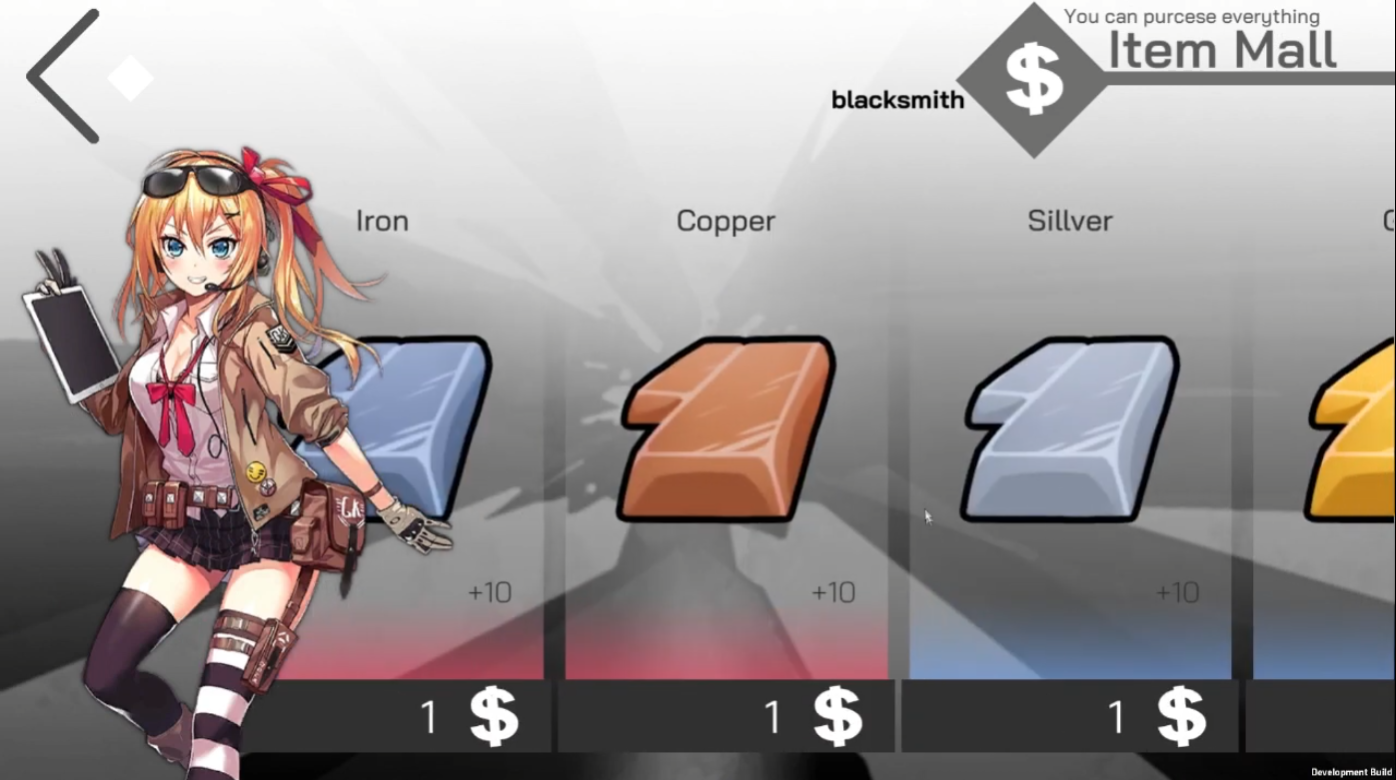 You can purcese everything
Item Mall
$
blacksmith
Iron
Copper
Sillver
+10
+10
+10
1 $
1 $
1 $
Development Build